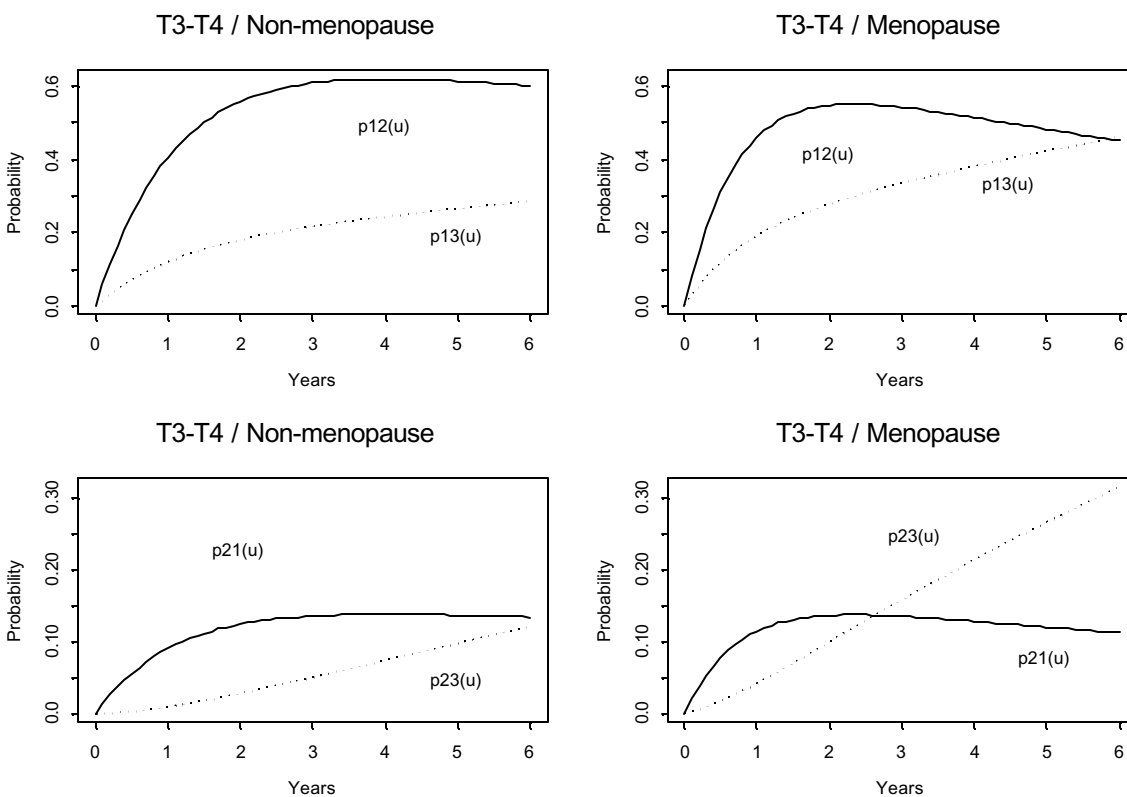 T3-T4 / Non-menopause
Probability
0.6
0.4
0.2
0.0
p12(u)
p13(u)
0 1 2 3 4 5 6
Years
T3-T4 / Menopause
Probability
0.6
0.4
0.2
0.0
p12(u)
p13(u)
0 1 2 3 4 5 6
Years
T3-T4 / Non-menopause
Probability
0.30
0.20
0.10
0.0
p21(u)
p23(u)
0 1 2 3 4 5 6
Years
T3-T4 / Menopause
Probability
0.30
0.20
0.10
0.0
p23(u)
p21(u)
0 1 2 3 4 5 6
Years